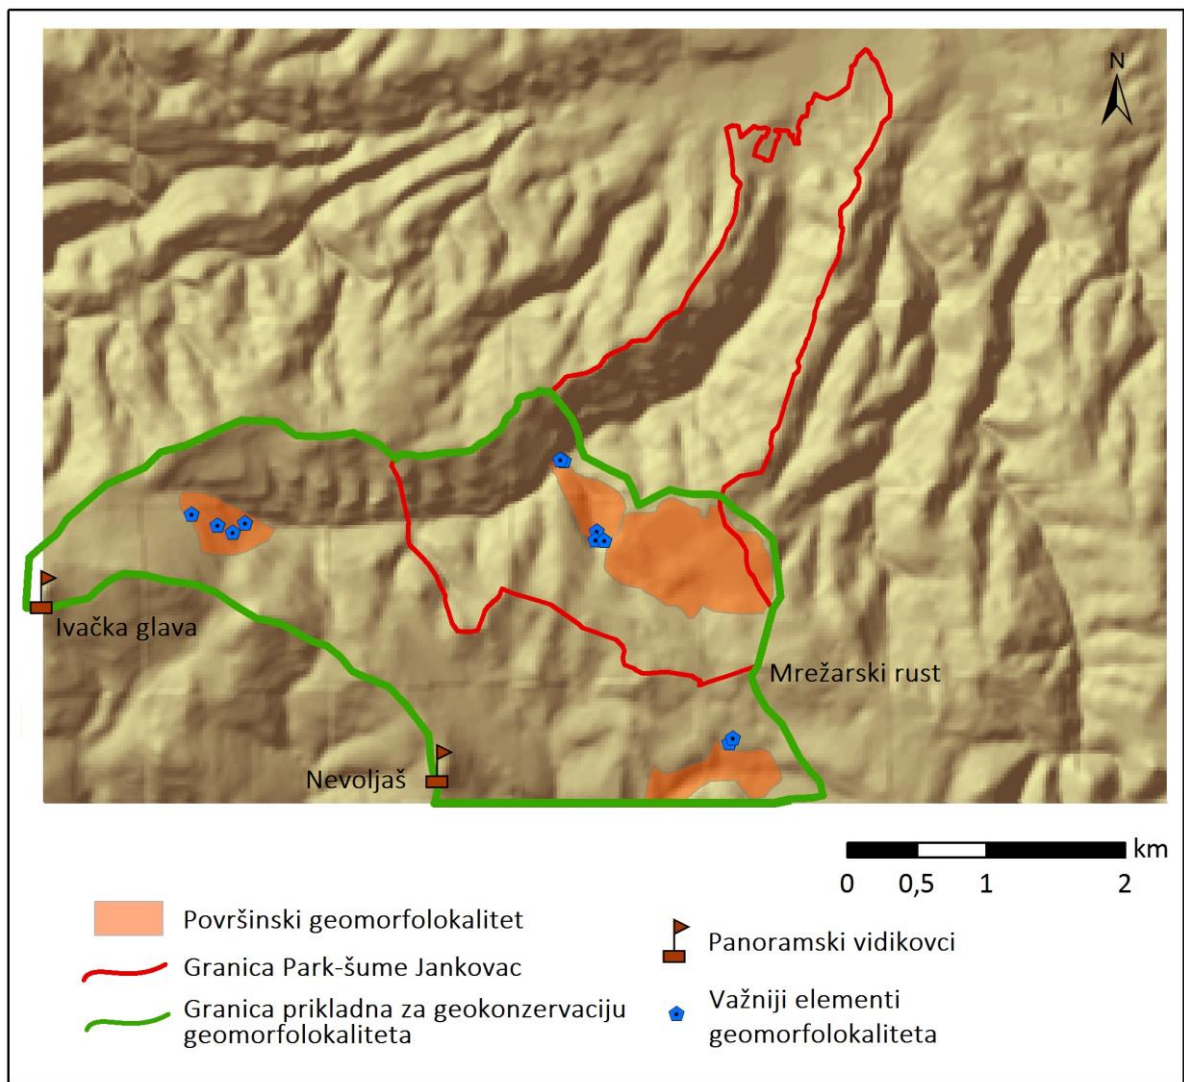 N
Ivačka glava
Mrežarski rust
Nevoljaš
km
0 0,5 1 2
Površinski geomorfolokalitet
Granica Park-šume Jankovac
Granica prikladna za geokonzervaciju
geomorfolokaliteta
Panoramski vidikovci
Važniji elementi
geomorfolokaliteta